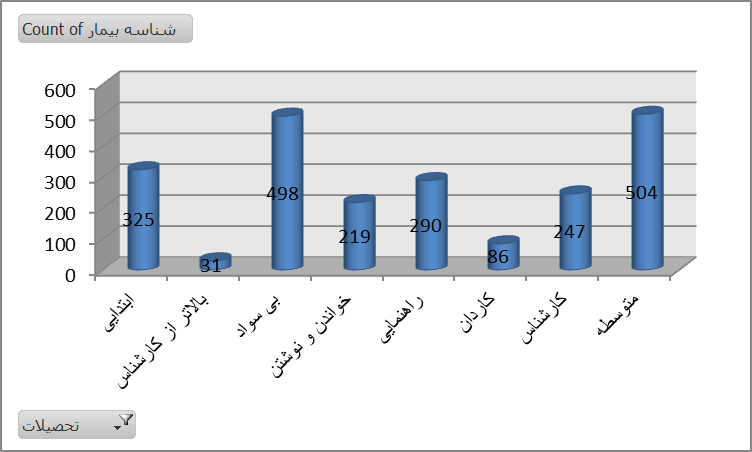 Count of شناسه بیمار
600
500
400
300
200
100
0
325
31
498
219
290
86
247
504
ابتدایی
بالاتر از کارشناس
بی سواد
خواندن و نوشتن
راهنمایی
کاردان
کارشناس
متوسطه
تحصیلات